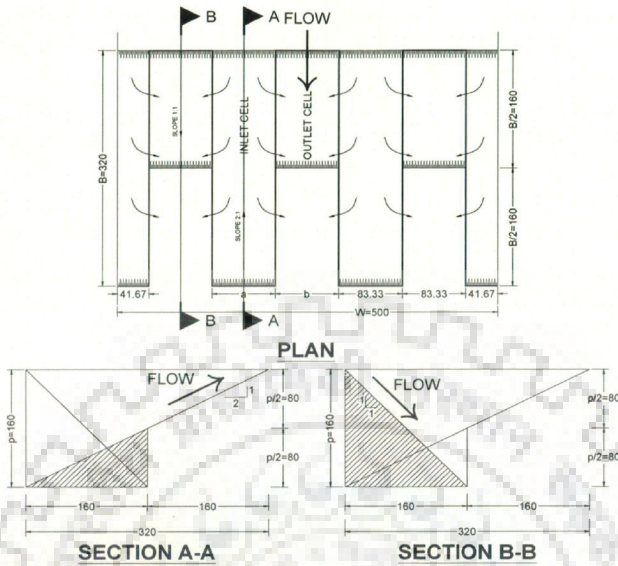 B
A
FLOW
B=320
SLOPE 1:1
INLET CELL
OUTLET CELL
SLOPE 2:1
B/2=160
B/2=160
41.67
a
b
83.33
83.33
41.67
W=500
B
A
PLAN
FLOW
1
2
p=160
p/2=80
p/2=80
160
160
320
SECTION A-A
FLOW
1
1
p=160
p/2=80
p/2=80
160
160
320
SECTION B-B